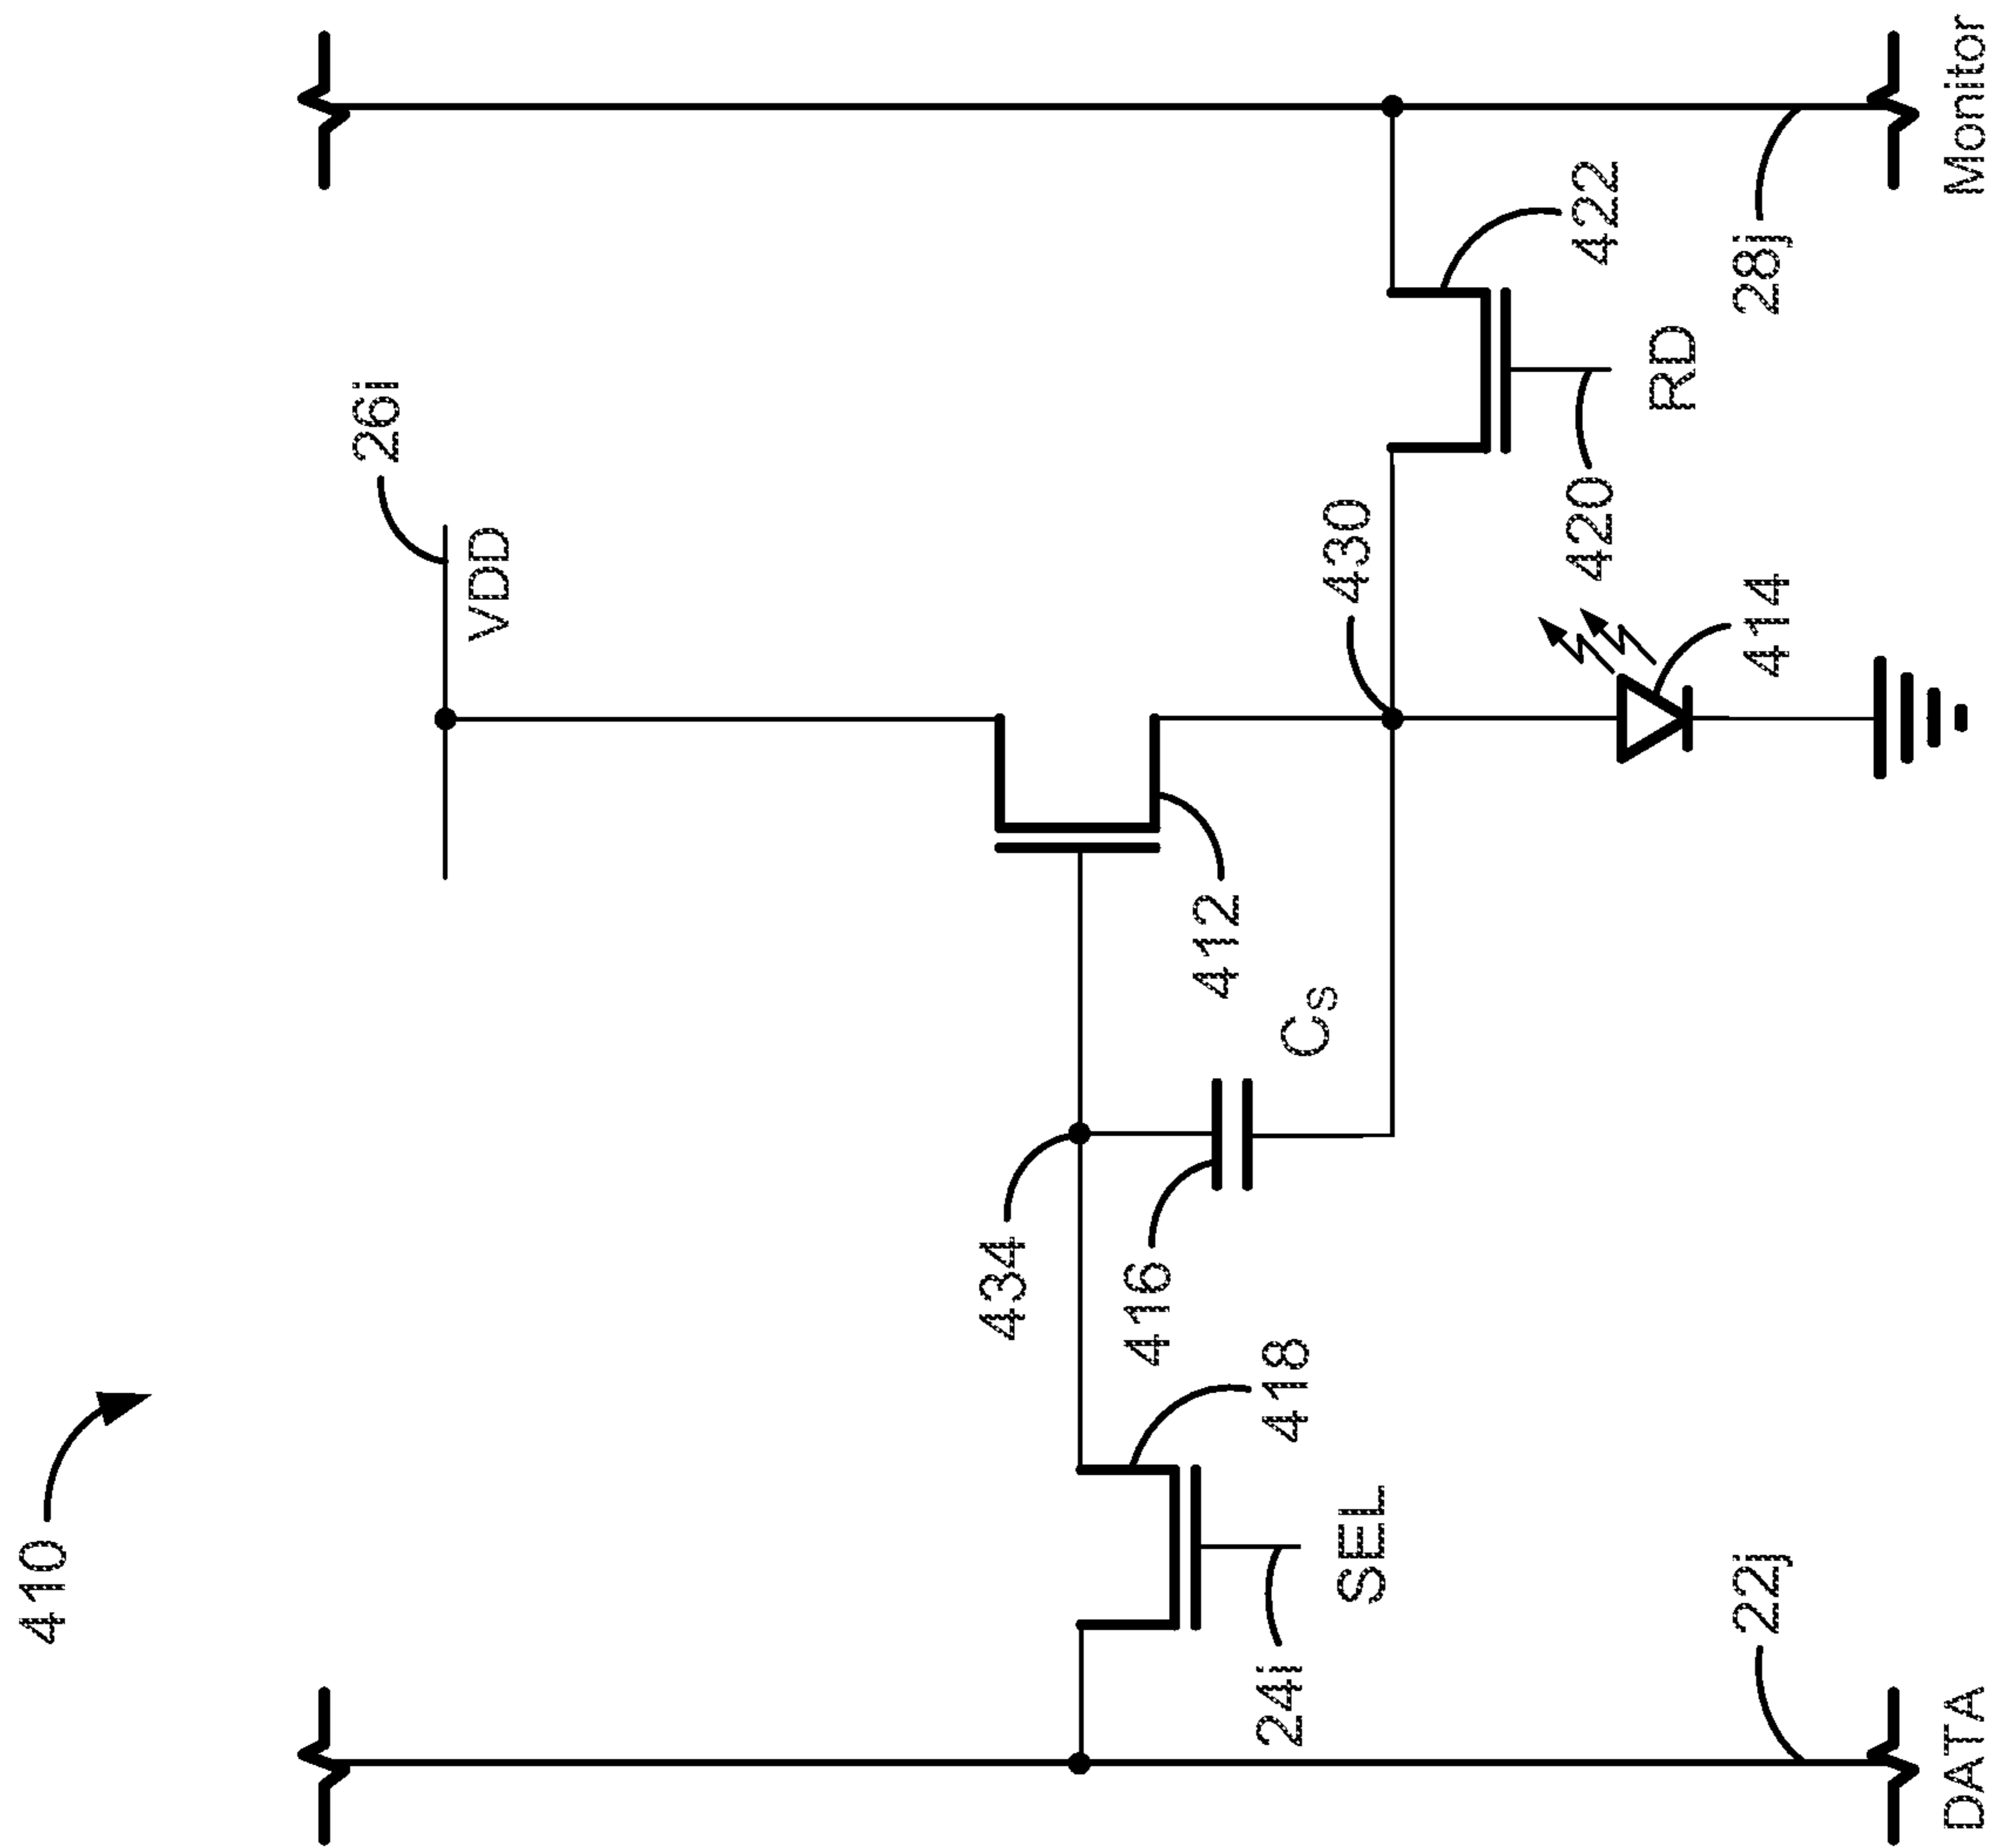 410
26i
VDD
434
412
416
Cs
430
418
24i
SEL
422
420
RD
414
22j
28j
DATA
Monitor